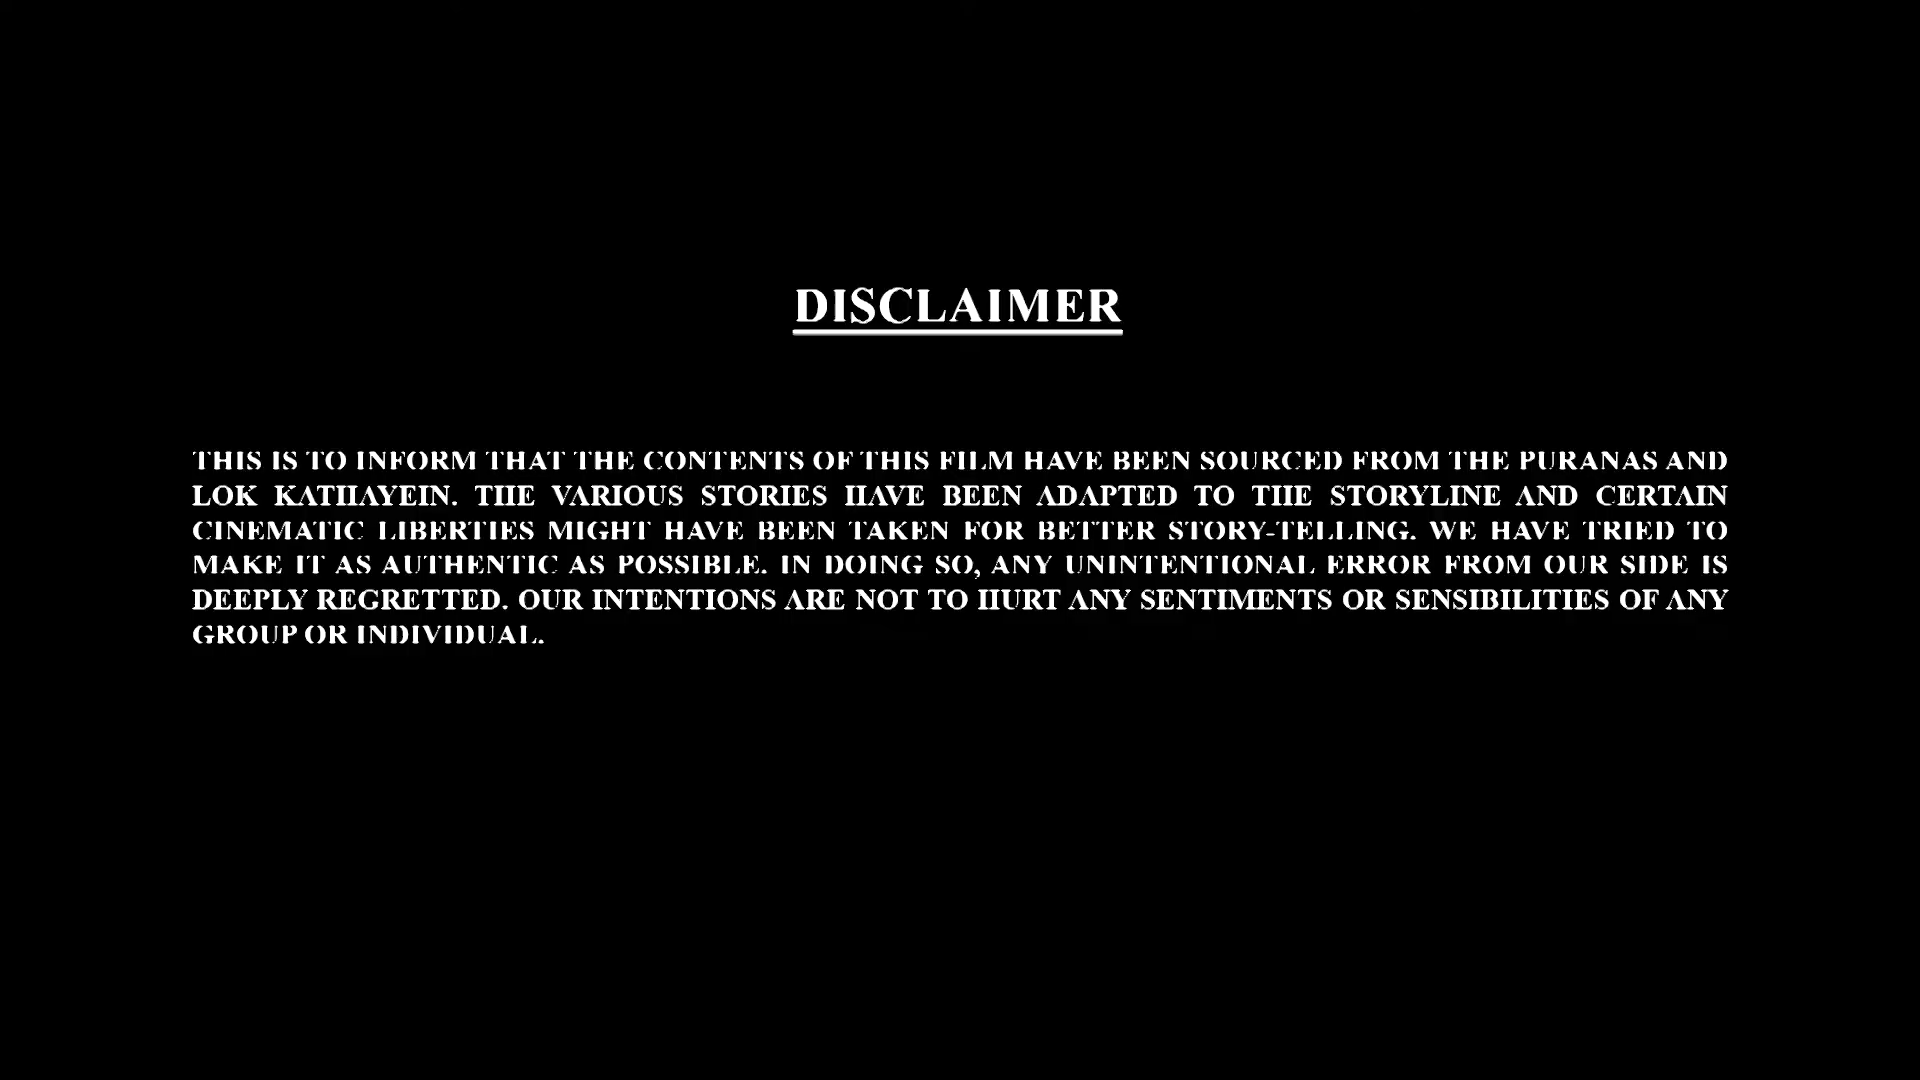 DISCLAIMER
THIS IS TO INFORM THAT THE CONTENTS OF THIS FILM HAVE BEEN SOURCED FROM THE PURANAS AND
LOK KATHAYEIN. THE VARIOUS STORIES HAVE BEEN ADAPTED TO THE STORYLINE AND CERTAIN
CINEMATIC LIBERTIES MIGHT HAVE BEEN TAKEN FOR BETTER STORY-TELLING. WE HAVE TRIED TO
MAKE IT AS AUTHENTIC AS POSSIBLE. IN DOING SO, ANY UNINTENTIONAL ERROR FROM OUR SIDE IS
DEEPLY REGRETTED. OUR INTENTIONS ARE NOT TO HURT ANY SENTIMENTS OR SENSIBILITIES OF ANY
GROUP OR INDIVIDUAL.